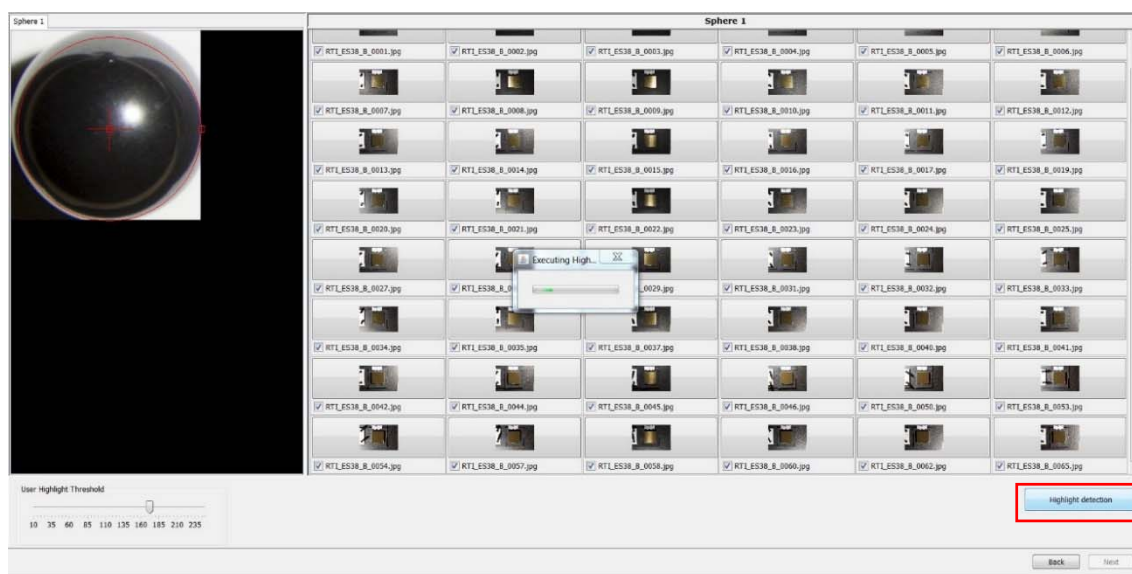 Sphere 1
Sphere 1
RTI_ES38_B_0001.jpg RTI_ES38_B_0002.jpg RTI_ES38_B_0003.jpg RTI_ES38_B_0004.jpg RTI_ES38_B_0005.jpg RTI_ES38_B_0006.jpg
RTI_ES38_B_0007.jpg RTI_ES38_B_0008.jpg RTI_ES38_B_0009.jpg RTI_ES38_B_0010.jpg RTI_ES38_B_0011.jpg RTI_ES38_B_0012.jpg
RTI_ES38_B_0013.jpg RTI_ES38_B_0014.jpg RTI_ES38_B_0015.jpg RTI_ES38_B_0016.jpg RTI_ES38_B_0017.jpg RTI_ES38_B_0019.jpg
RTI_ES38_B_0020.jpg RTI_ES38_B_0021.jpg RTI_ES38_B_0022.jpg RTI_ES38_B_0023.jpg RTI_ES38_B_0024.jpg RTI_ES38_B_0025.jpg
Executing High...
RTI_ES38_B_0027.jpg RTI_ES38_B_00 _0029.jpg RTI_ES38_B_0031.jpg RTI_ES38_B_0032.jpg RTI_ES38_B_0033.jpg
RTI_ES38_B_0034.jpg RTI_ES38_B_0035.jpg RTI_ES38_B_0037.jpg RTI_ES38_B_0038.jpg RTI_ES38_B_0040.jpg RTI_ES38_B_0041.jpg
RTI_ES38_B_0042.jpg RTI_ES38_B_0044.jpg RTI_ES38_B_0045.jpg RTI_ES38_B_0046.jpg RTI_ES38_B_0050.jpg RTI_ES38_B_0053.jpg
RTI_ES38_B_0054.jpg RTI_ES38_B_0057.jpg RTI_ES38_B_0058.jpg RTI_ES38_B_0060.jpg RTI_ES38_B_0062.jpg RTI_ES38_B_0065.jpg
User Highlight Threshold
10 35 60 85 110 135 160 185 210 235
Highlight detection
Back Next